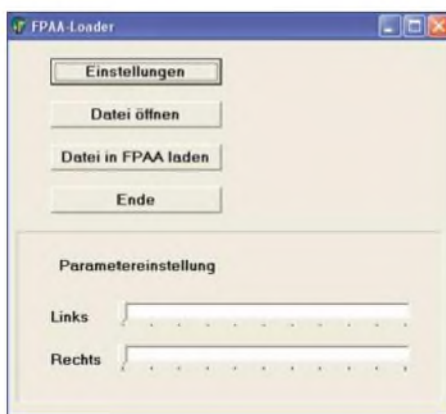 FPAA-Loader
Einstellungen
Datei öffnen
Datei in FPAA laden
Ende
Parametereinstellung
Links
Rechts